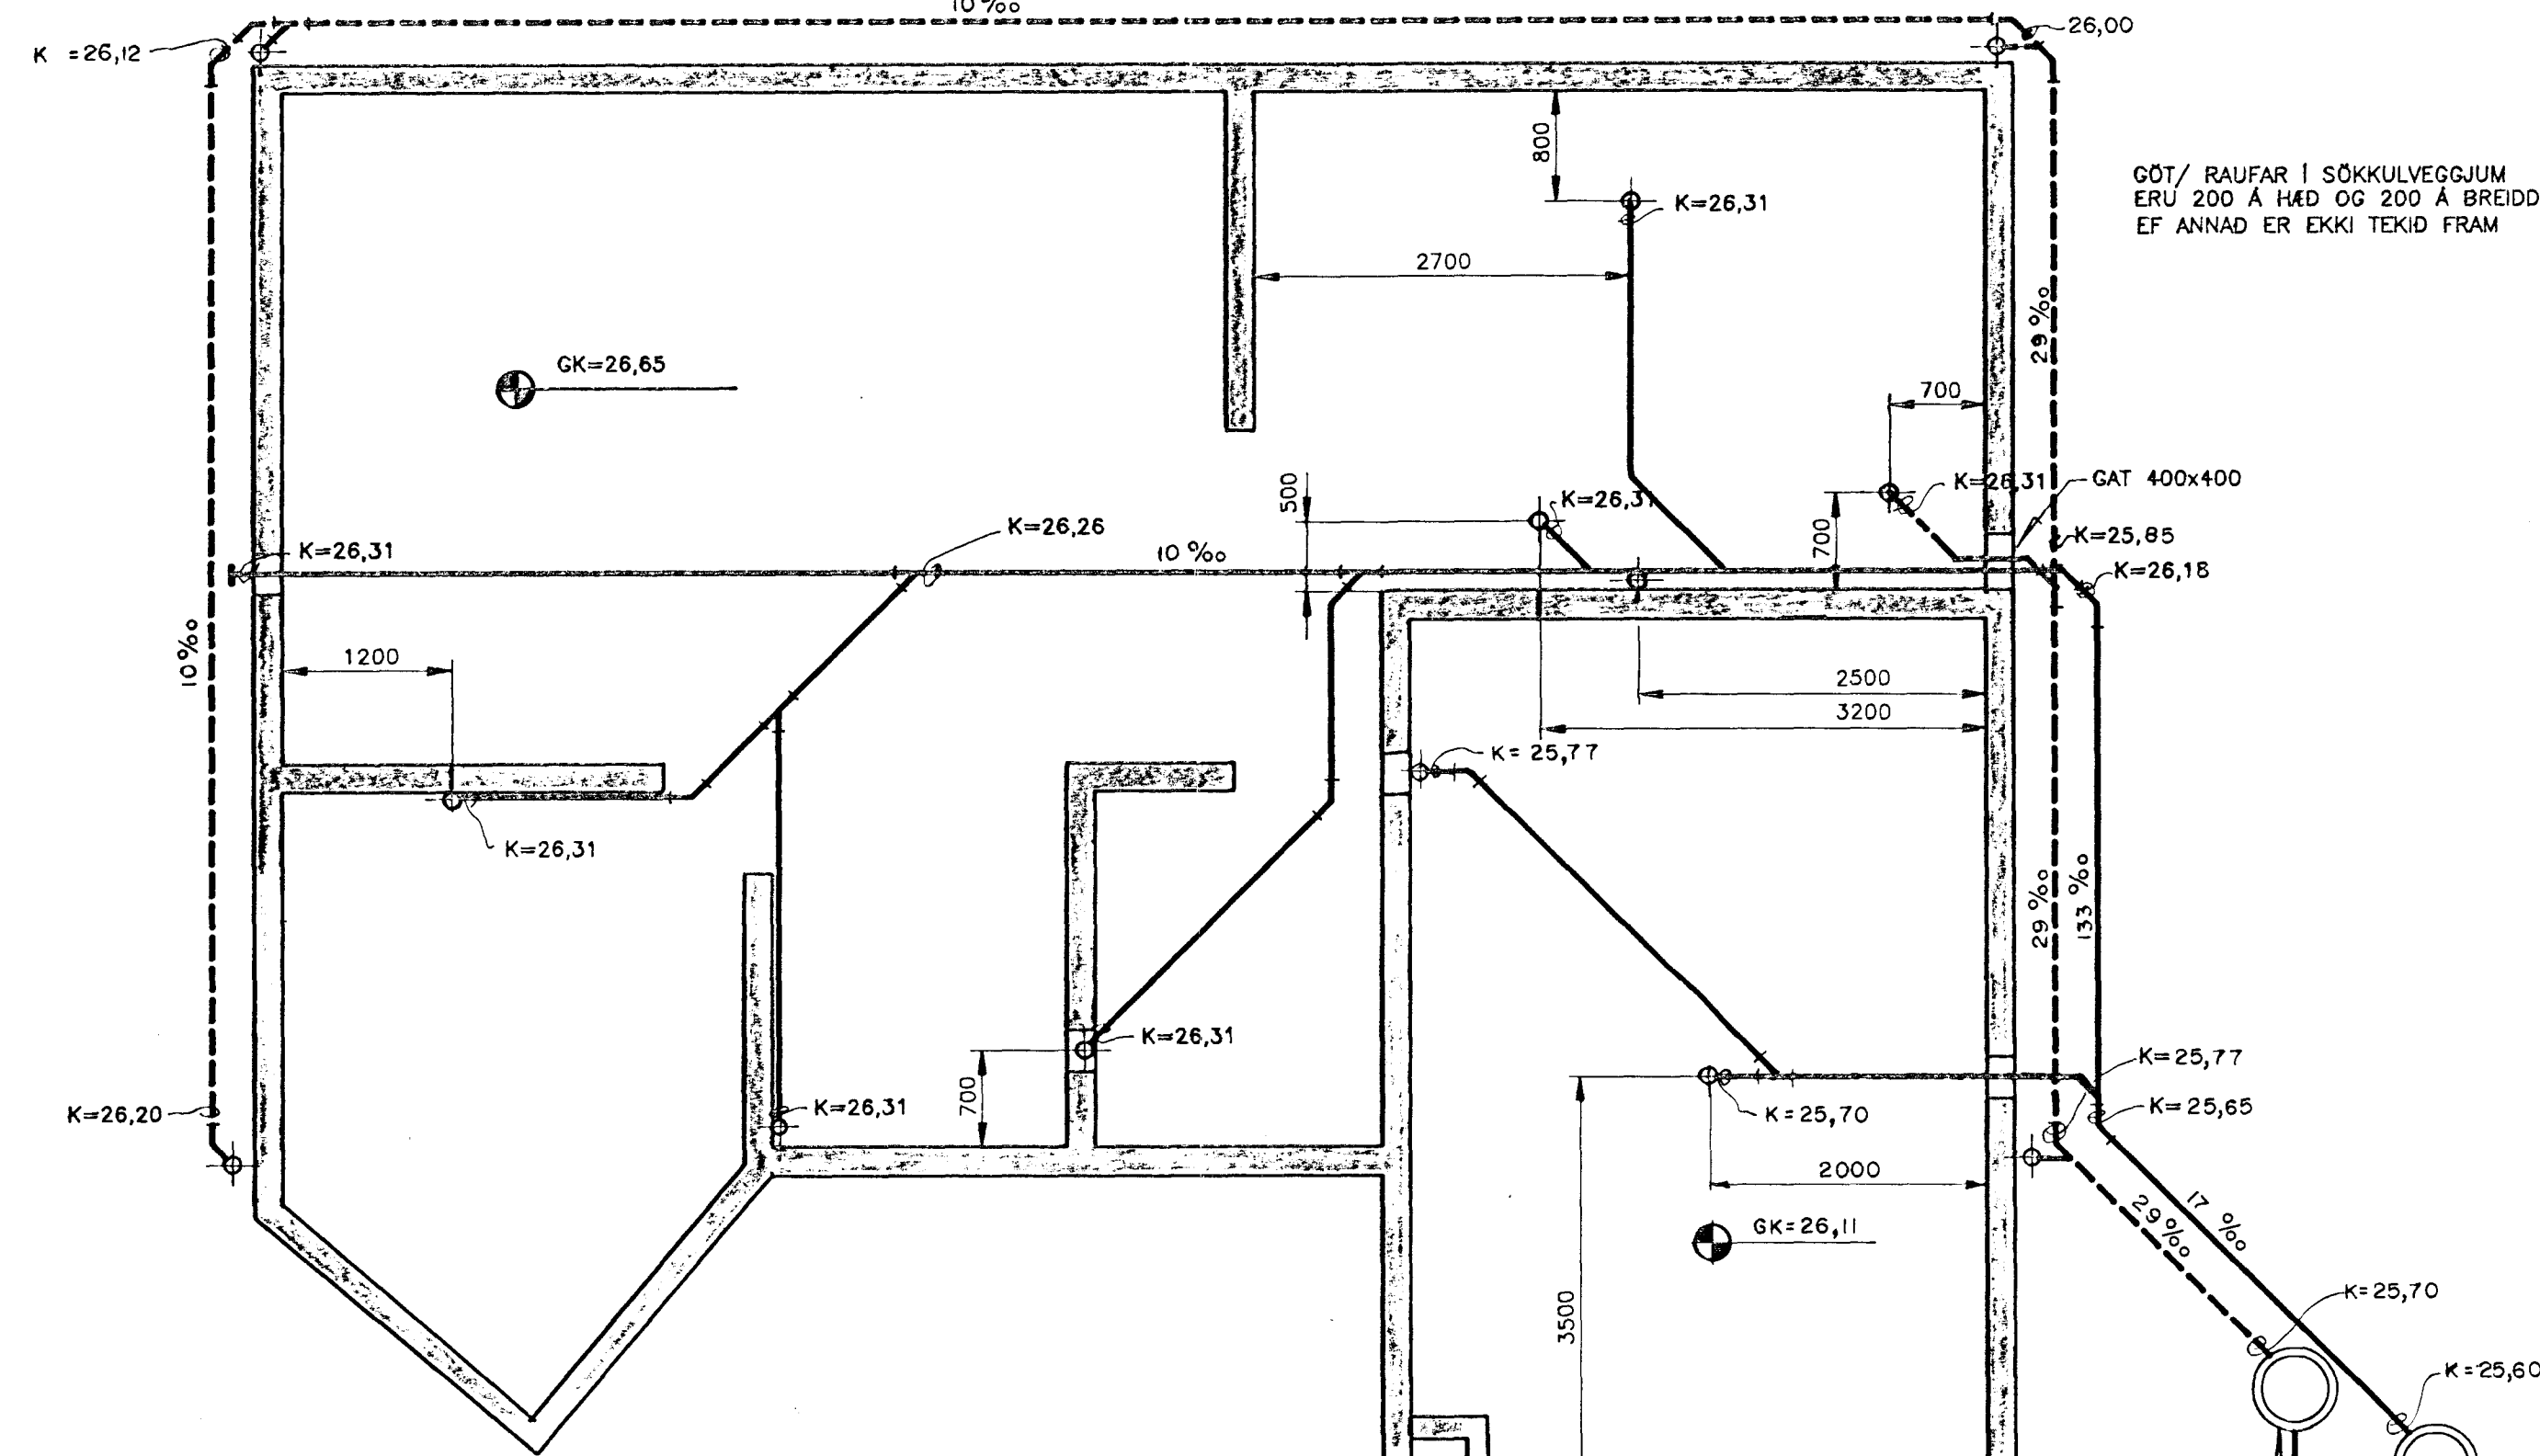 10 ‰
K =26,12
26,00
800
K=26,31
GÖT/ RAUFAR Í SÖKKULVEGGJUM
ERU 200 Á HÆÐ OG 200 Á BREIDD
EF ANNAÐ ER EKKI TEKIÐ FRAM
2700
29 ‰
GK=26,65
700
500
K=26,31
K=26,31
GAT 400x400
K=26,26
700
K=25,85
K=26,31
10 ‰
K=26,18
10 ‰
1200
2500
3200
K= 25,77
K=26,31
29 ‰
133 ‰
K=26,31
K=25,77
700
K=26,20
K=26,31
K=25,70
K=25,65
2000
29 ‰
17 ‰
GK=26,11
3500
K=25,70
K=25,60